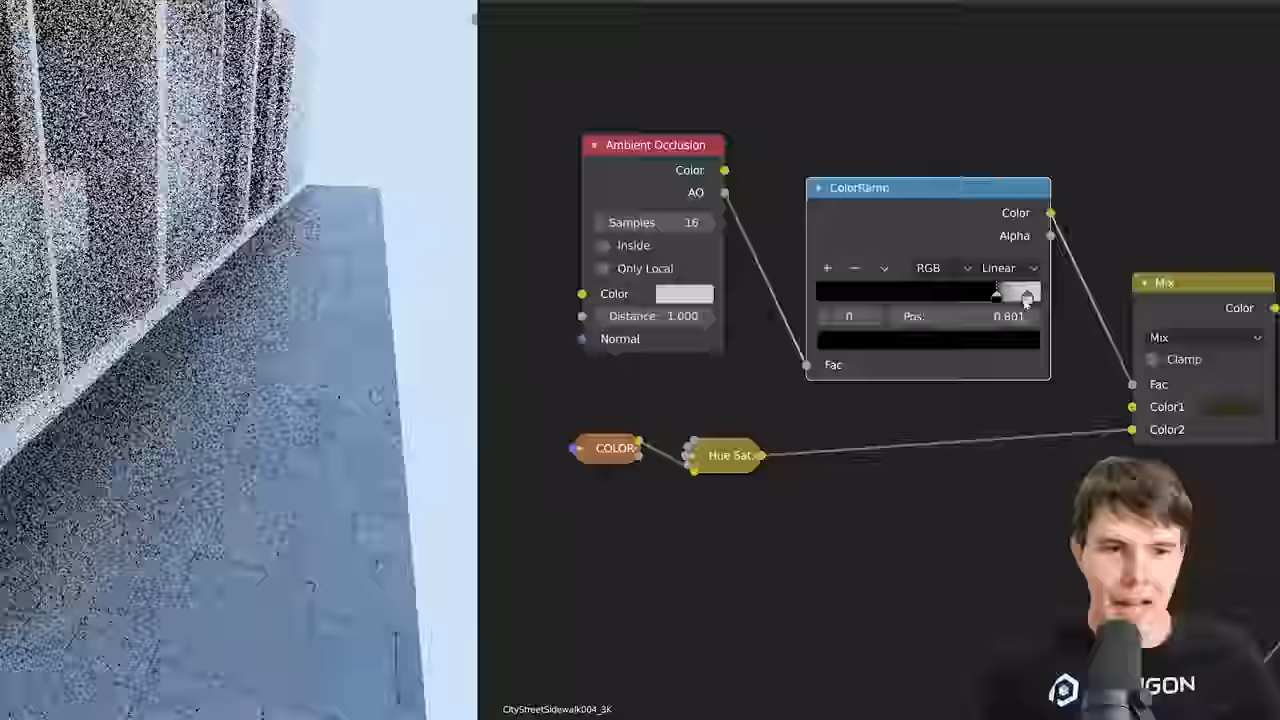 Ambient Occlusion
Color
AO
Samples 16
Inside
Only Local
Color
Distance 1.000
Normal
ColorRamp
Color
Alpha
+ − RGB Linear
0 Pos: 0.801
Fac
Mix
Color
Mix
Clamp
Fac
Color1
Color2
COLOR
Hue Sat.
IGON
CityStreetSidewalk004_3K